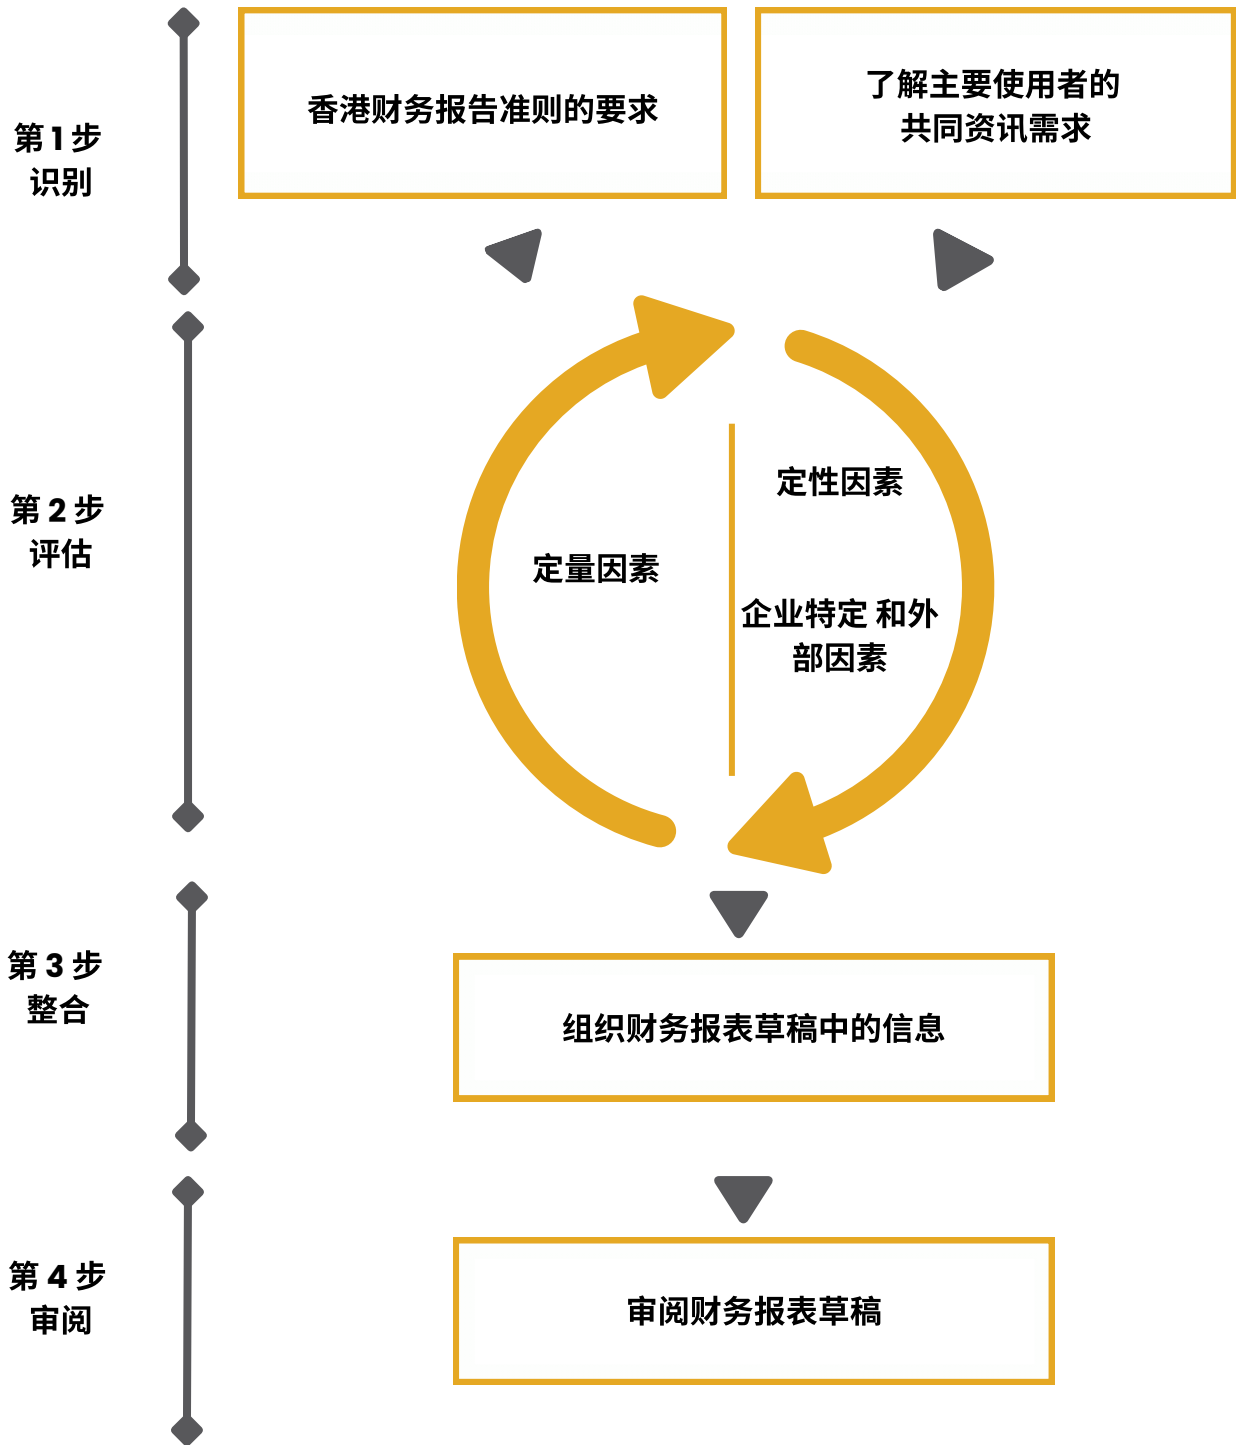 第 1 步
识别
香港财务报告准则的要求
了解主要使用者的
共同资讯需求
第 2 步
评估
定量因素
定性因素
企业特定 和外
部因素
第 3 步
整合
组织财务报表草稿中的信息
第 4 步
审阅
审阅财务报表草稿